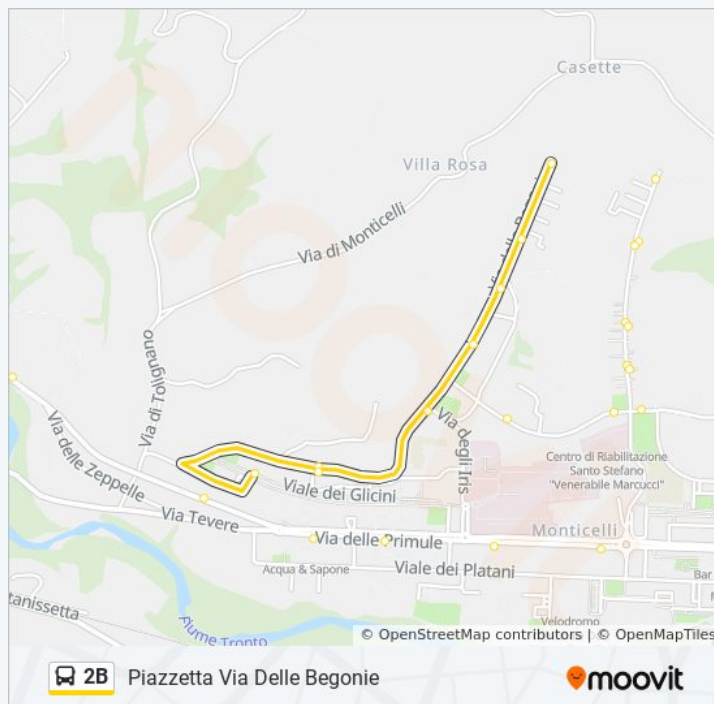 Casette
Villa Rosa
Via di Monticelli
Via di Tolignano
Via delle Zeppelle
Via degli Iris
Centro di Riabilitazione
Santo Stefano
"Venerabile Marcucci"
Viale dei Glicini
Via Tevere
Via delle Primule
Monticelli
Acqua & Sapone
Viale dei Platani
Bar
tanissetta
Velodromo
Fiume Tronto
© OpenStreetMap contributors | © OpenMapTiles
2B Piazzetta Via Delle Begonie
moovit